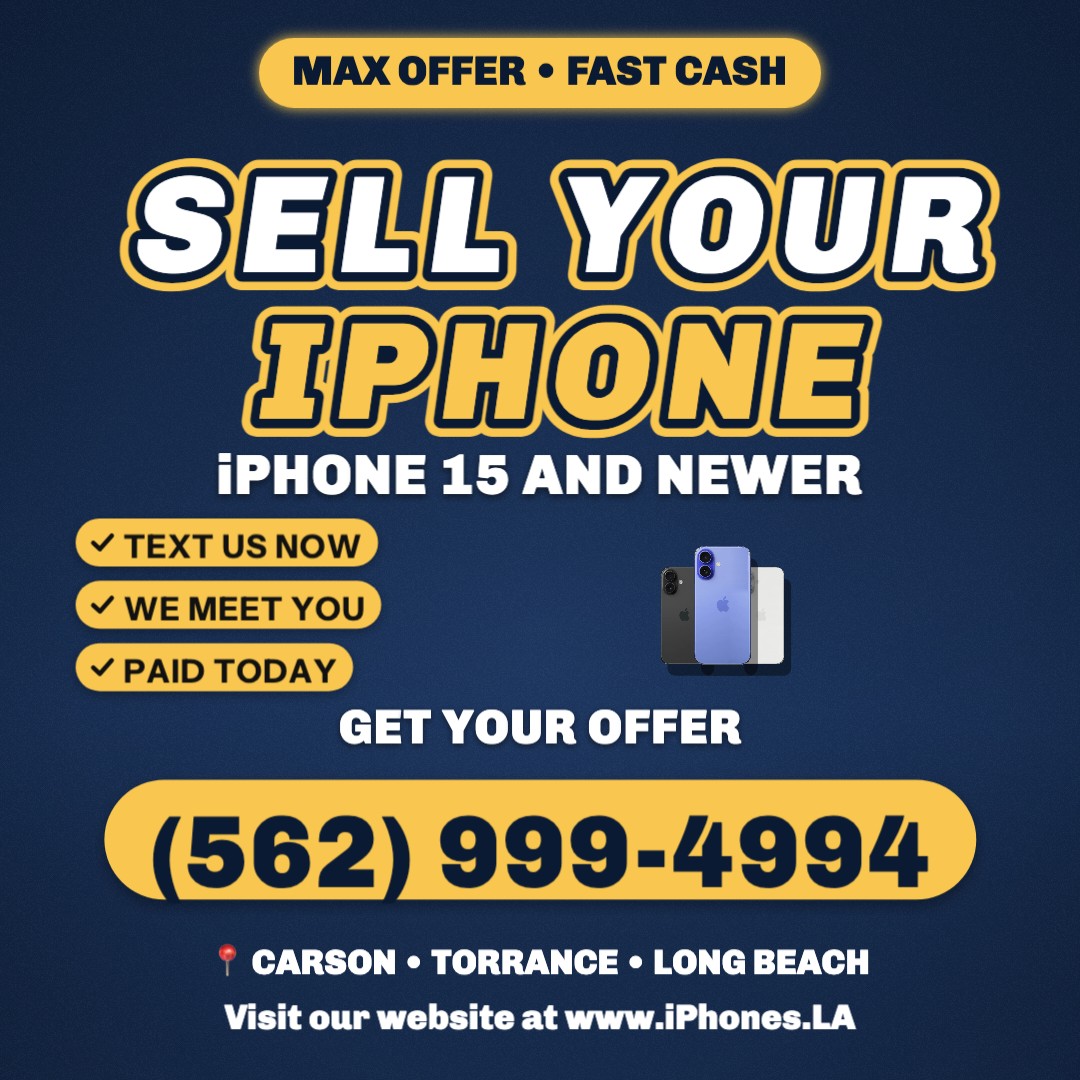 MAX OFFER • FAST CASH
SELL YOUR
IPHONE
iPHONE 15 AND NEWER
✓ TEXT US NOW
✓ WE MEET YOU
✓ PAID TODAY
GET YOUR OFFER
(562) 999-4994
📍 CARSON • TORRANCE • LONG BEACH
Visit our website at www.iPhones.LA